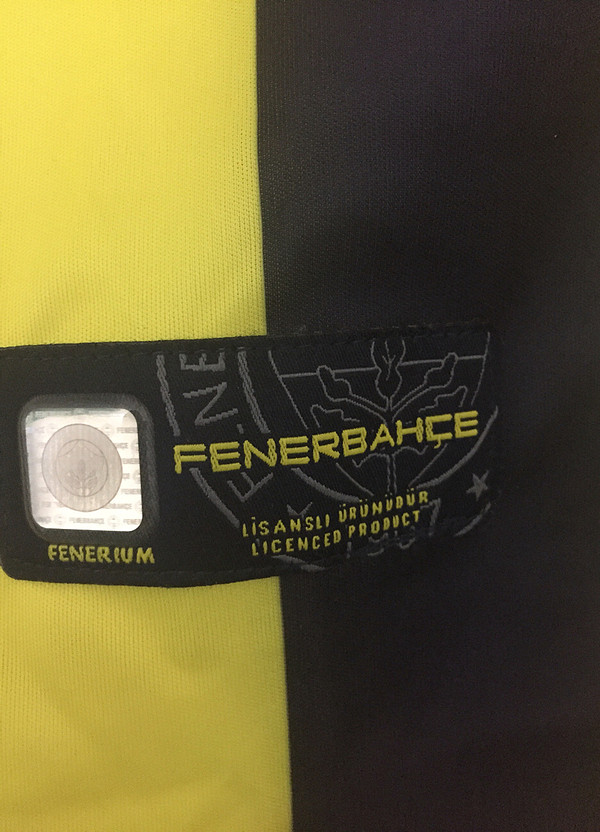 FENERBAHÇE
LİSANSLI ÜRÜNÜDÜR
LICENCED PRODUCT
FENERIUM